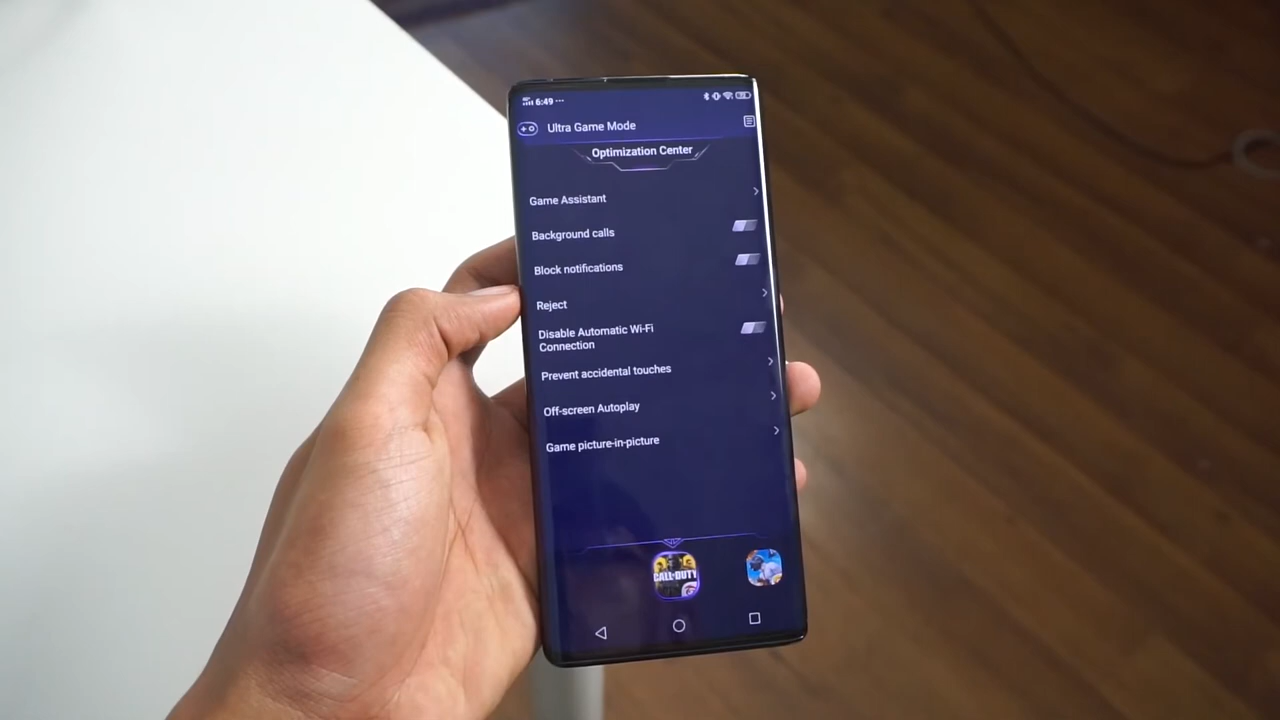 6:49
Ultra Game Mode
Optimization Center
Game Assistant
Background calls
Block notifications
Reject
Disable Automatic Wi-Fi
Connection
Prevent accidental touches
Off-screen Autoplay
Game picture-in-picture
CALL OF DUTY